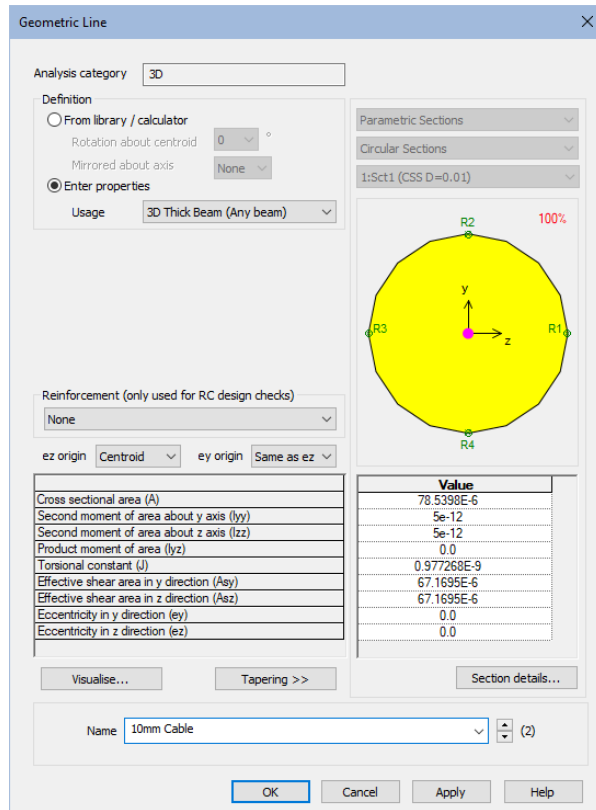 Geometric Line
Analysis category 3D
Definition
From library / calculator
Rotation about centroid 0 °
Mirrored about axis None
Enter properties
Usage 3D Thick Beam (Any beam)
Parametric Sections
Circular Sections
1:Sct1 (CSS D=0.01)
100%
R2
y
R3
R1
z
R4
Reinforcement (only used for RC design checks)
None
ez origin Centroid ey origin Same as ez
Value
Cross sectional area (A) 78.5398E-6
Second moment of area about y axis (Iyy) 5e-12
Second moment of area about z axis (Izz) 5e-12
Product moment of area (Iyz) 0.0
Torsional constant (J) 0.977268E-9
Effective shear area in y direction (Asy) 67.1695E-6
Effective shear area in z direction (Asz) 67.1695E-6
Eccentricity in y direction (ey) 0.0
Eccentricity in z direction (ez) 0.0
Visualise... Tapering >> Section details...
Name 10mm Cable (2)
OK Cancel Apply Help